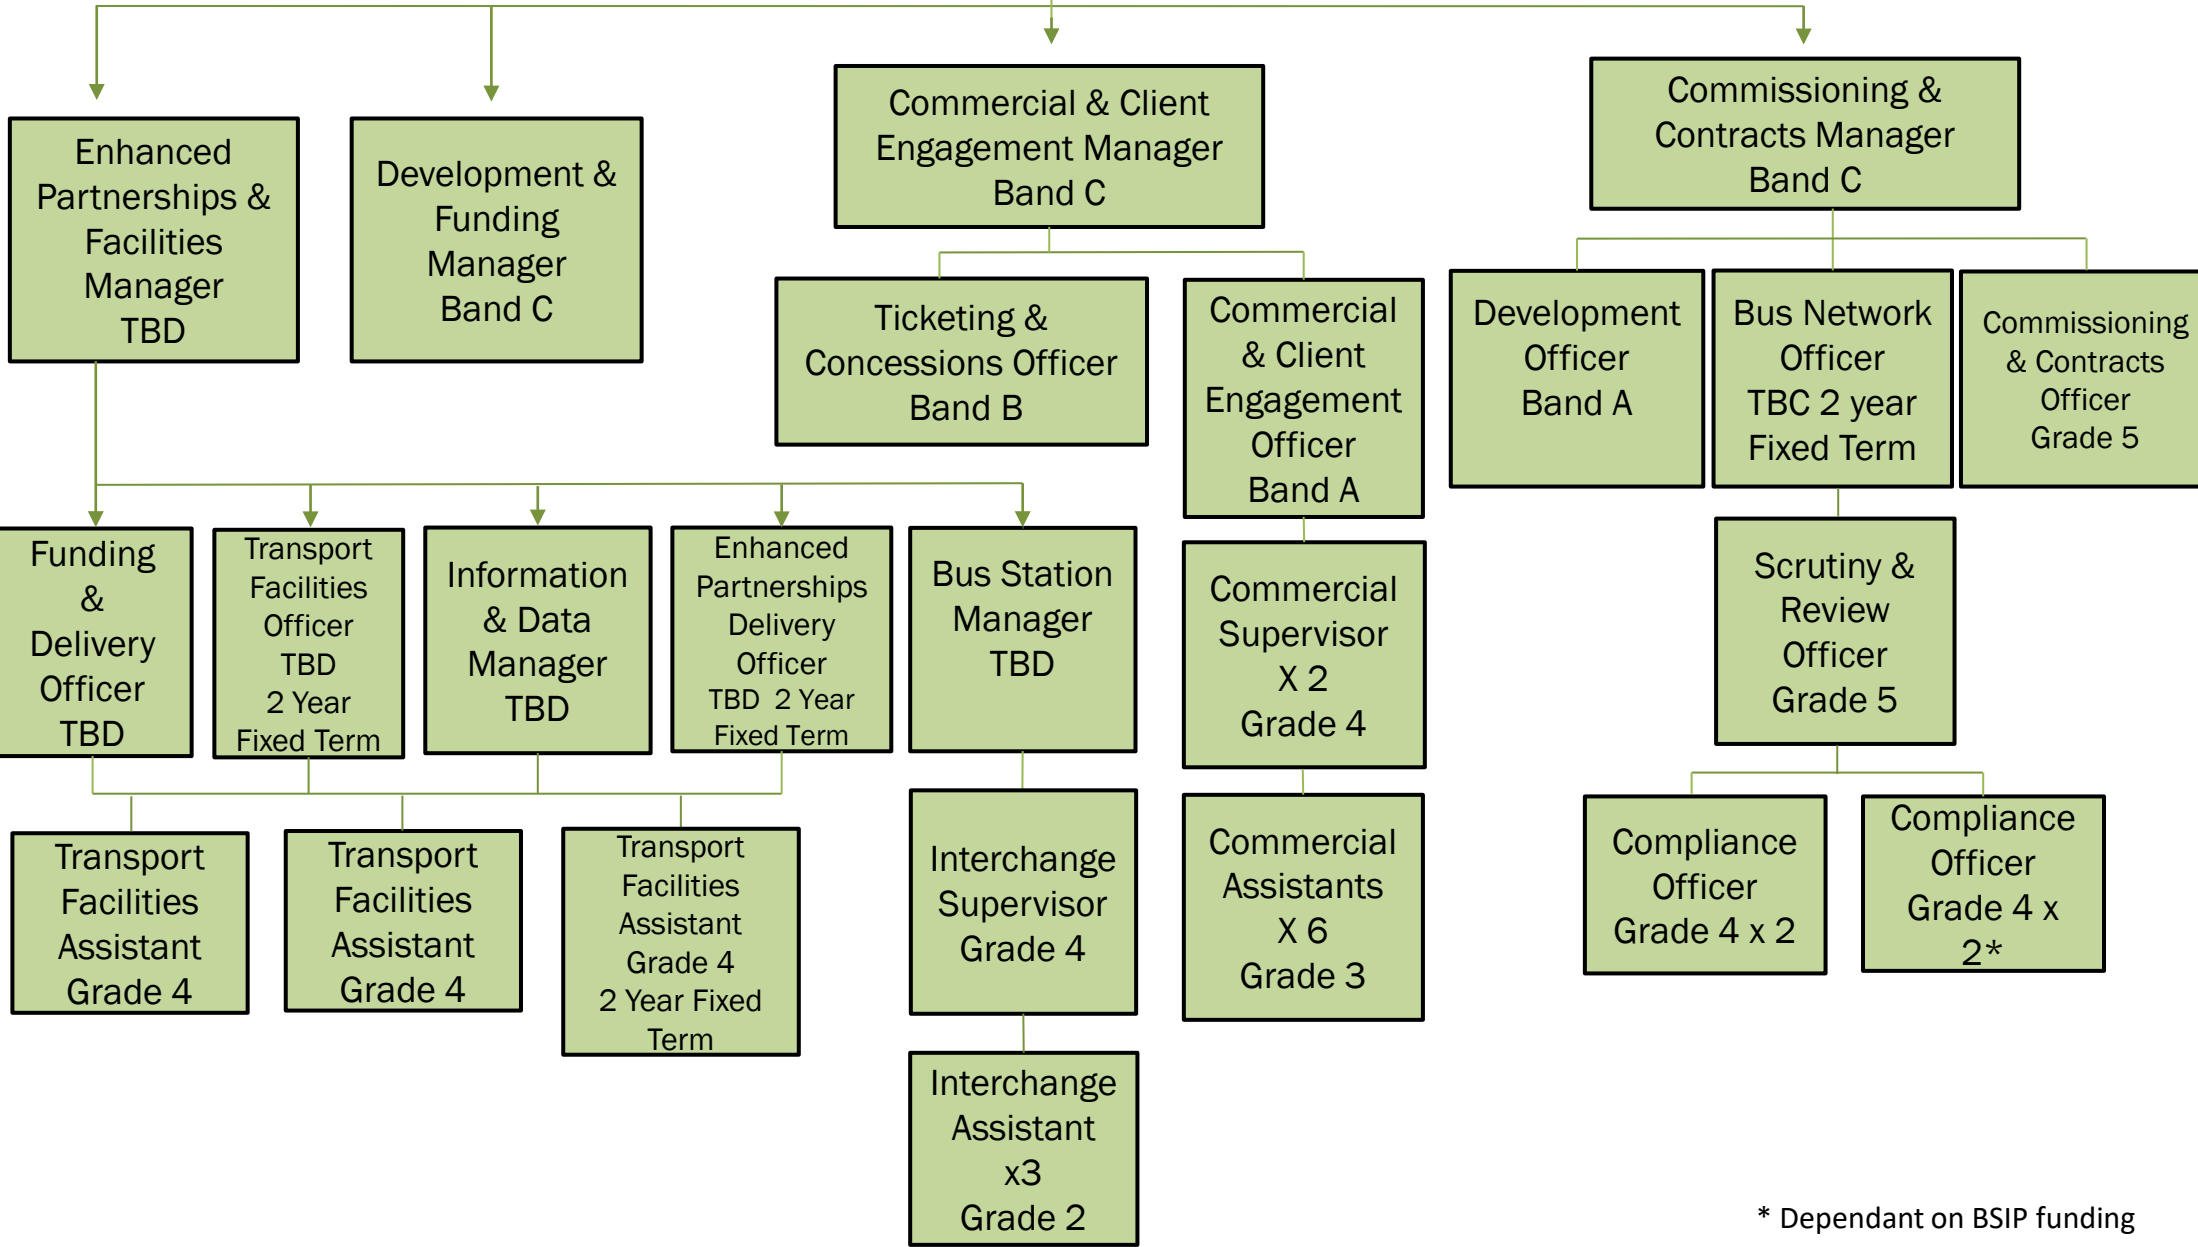 Enhanced
Partnerships &
Facilities
Manager
TBD
Development &
Funding
Manager
Band C
Commercial & Client
Engagement Manager
Band C
Commissioning &
Contracts Manager
Band C
Ticketing &
Concessions Officer
Band B
Commercial
& Client
Engagement
Officer
Band A
Development
Officer
Band A
Bus Network
Officer
TBC 2 year
Fixed Term
Commissioning
& Contracts
Officer
Grade 5
Funding
&
Delivery
Officer
TBD
Transport
Facilities
Officer
TBD
2 Year
Fixed Term
Information
& Data
Manager
TBD
Enhanced
Partnerships
Delivery
Officer
TBD 2 Year
Fixed Term
Bus Station
Manager
TBD
Commercial
Supervisor
X 2
Grade 4
Scrutiny &
Review
Officer
Grade 5
Transport
Facilities
Assistant
Grade 4
Transport
Facilities
Assistant
Grade 4
Transport
Facilities
Assistant
Grade 4
2 Year Fixed
Term
Interchange
Supervisor
Grade 4
Commercial
Assistants
X 6
Grade 3
Compliance
Officer
Grade 4 x 2
Compliance
Officer
Grade 4 x
2*
Interchange
Assistant
x3
Grade 2
* Dependant on BSIP funding